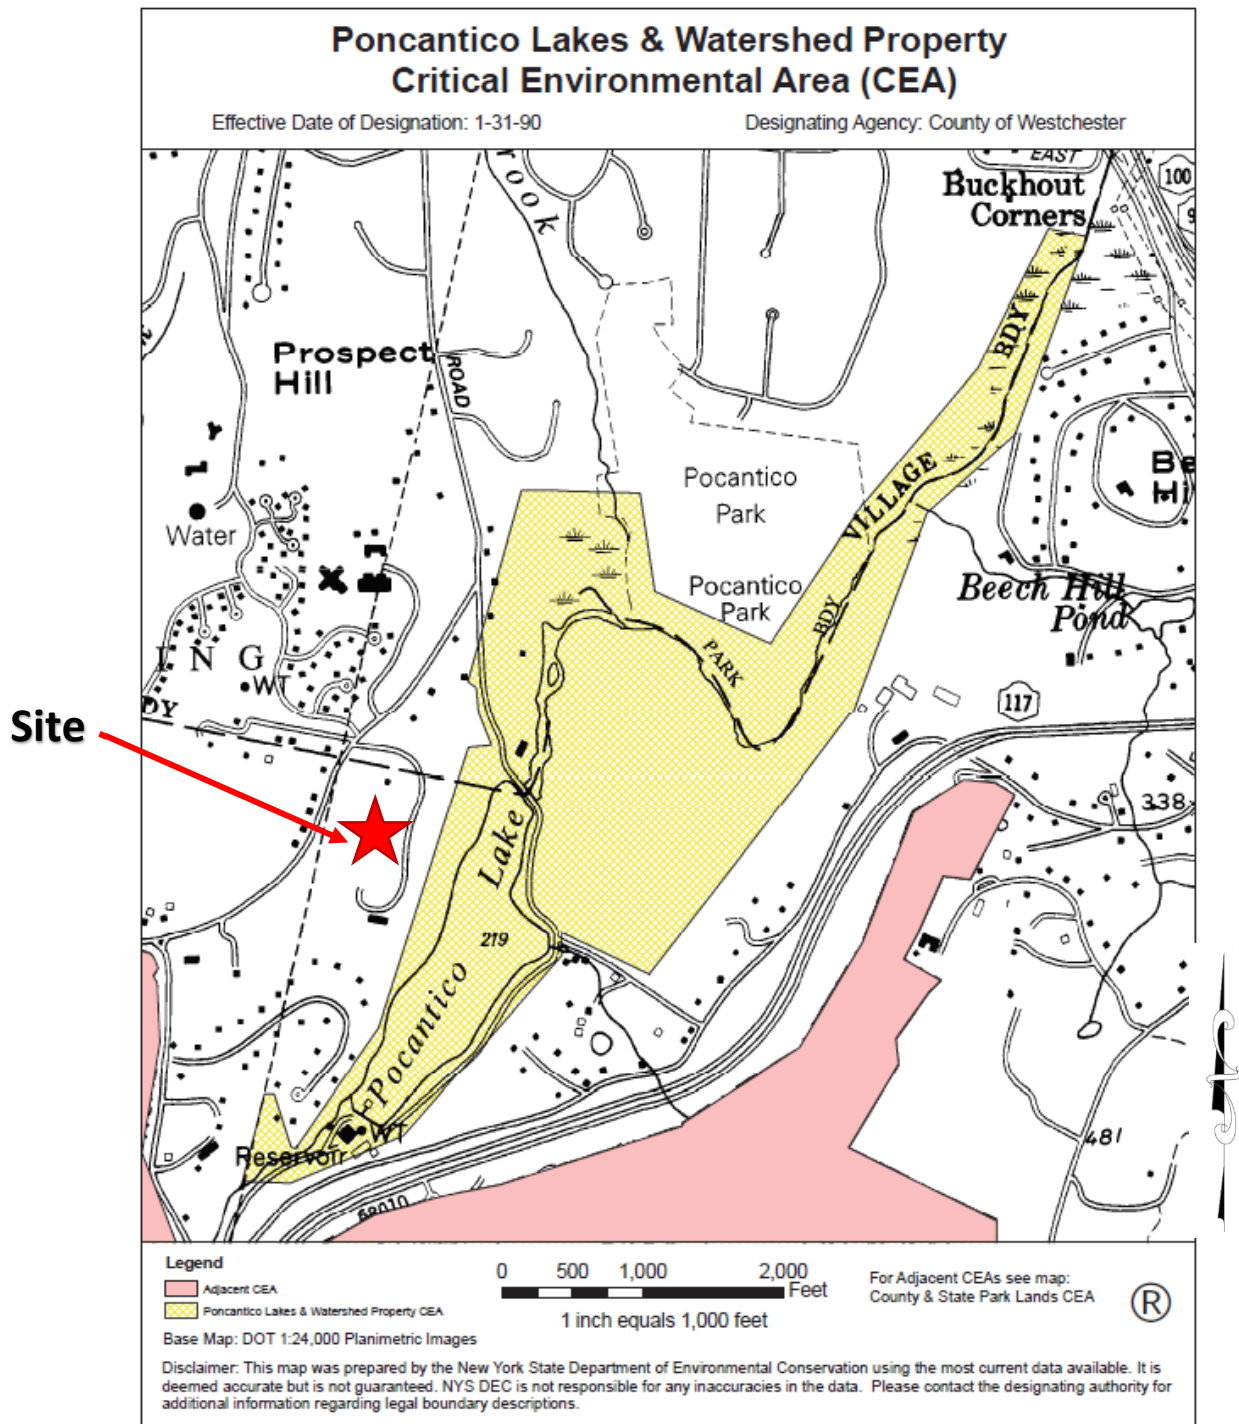 Poncantico Lakes & Watershed Property
Critical Environmental Area (CEA)
Effective Date of Designation: 1-31-90
Designating Agency: County of Westchester
rook
EAST
100
9
Buckhout
Corners
Prospect
Hill
ROAD
BDY
VILLAGE
Be
Hi
L Y
Water
Pocantico
Park
Pocantico
Park
BDY
PARK
Beech Hill
Pond
I N G
WT
DY
117
Site
338
Lake
219
Pocantico
WT
Reservoir
481
68010
Legend
Adjacent CEA
Poncantico Lakes & Watershed Property CEA
0 500 1,000 2,000
Feet
1 inch equals 1,000 feet
For Adjacent CEAs see map:
County & State Park Lands CEA
®
Base Map: DOT 1:24,000 Planimetric Images
Disclaimer: This map was prepared by the New York State Department of Environmental Conservation using the most current data available. It is
deemed accurate but is not guaranteed. NYS DEC is not responsible for any inaccuracies in the data. Please contact the designating authority for
additional information regarding legal boundary descriptions.